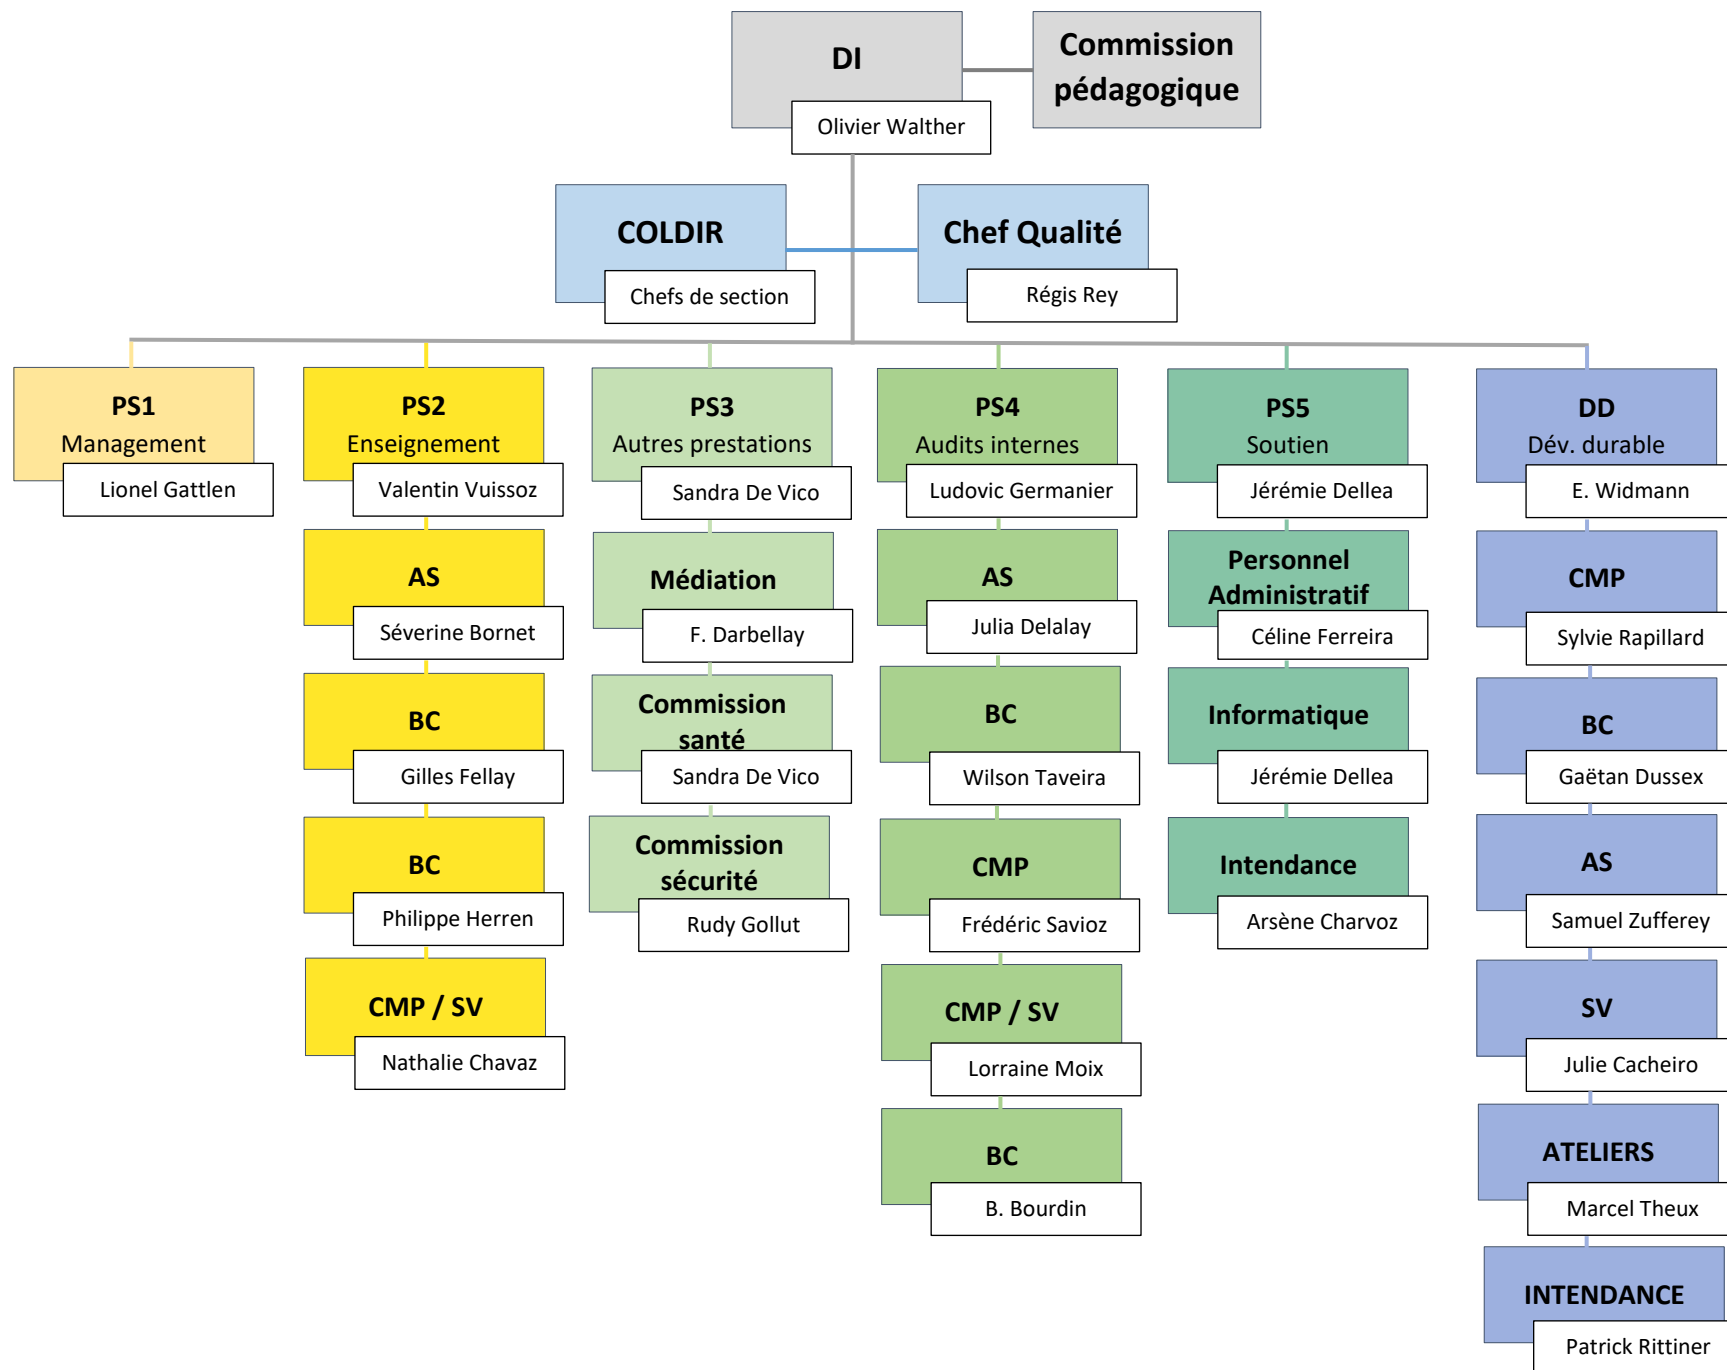 DI
Olivier Walther
Commission
pédagogique
COLDIR
Chefs de section
Chef Qualité
Régis Rey
PS1
Management
Lionel Gattlen
PS2
Enseignement
Valentin Vuissoz
AS
Séverine Bornet
BC
Gilles Fellay
BC
Philippe Herren
CMP / SV
Nathalie Chavaz
PS3
Autres prestations
Sandra De Vico
Médiation
F. Darbellay
Commission
santé
Sandra De Vico
Commission
sécurité
Rudy Gollut
PS4
Audits internes
Ludovic Germanier
AS
Julia Delalay
BC
Wilson Taveira
CMP
Frédéric Savioz
CMP / SV
Lorraine Moix
BC
B. Bourdin
PS5
Soutien
Jérémie Dellea
Personnel
Administratif
Céline Ferreira
Informatique
Jérémie Dellea
Intendance
Arsène Charvoz
DD
Dév. durable
E. Widmann
CMP
Sylvie Rapillard
BC
Gaëtan Dussex
AS
Samuel Zufferey
SV
Julie Cacheiro
ATELIERS
Marcel Theux
INTENDANCE
Patrick Rittiner